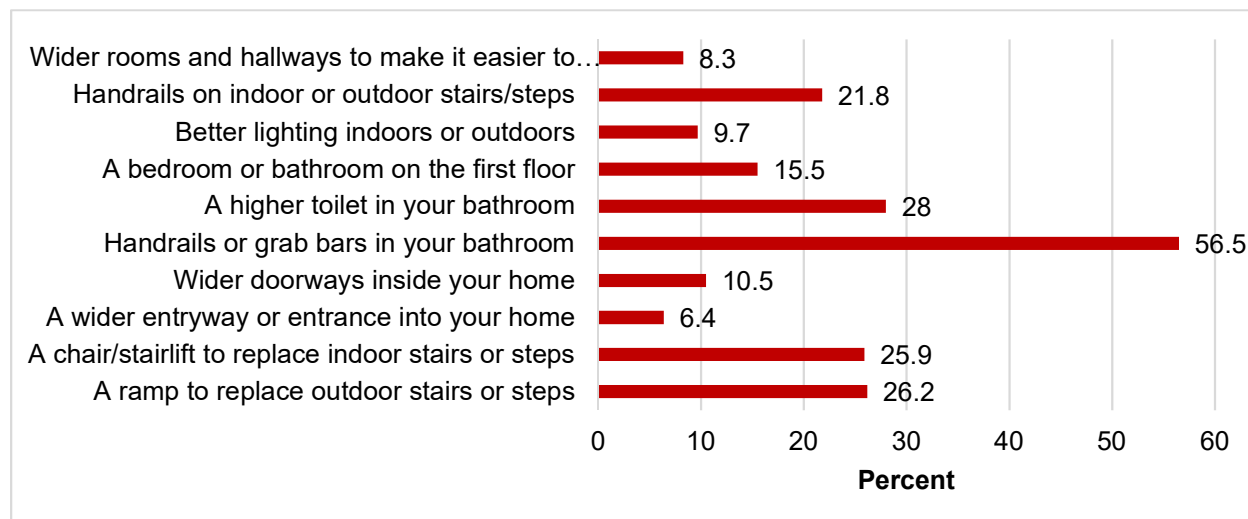 Wider rooms and hallways to make it easier to… 8.3
Handrails on indoor or outdoor stairs/steps 21.8
Better lighting indoors or outdoors 9.7
A bedroom or bathroom on the first floor 15.5
A higher toilet in your bathroom 28
Handrails or grab bars in your bathroom 56.5
Wider doorways inside your home 10.5
A wider entryway or entrance into your home 6.4
A chair/stairlift to replace indoor stairs or steps 25.9
A ramp to replace outdoor stairs or steps 26.2
0 10 20 30 40 50 60
Percent